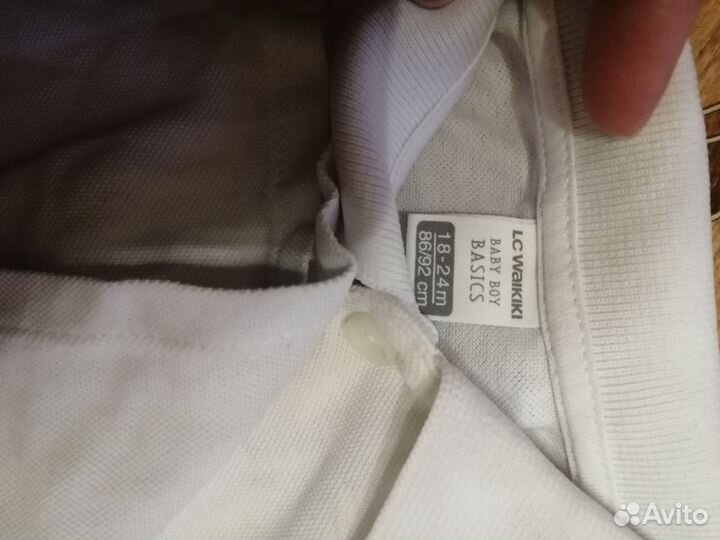 LC WAIKIKI
BABY BOY
BASICS
18-24m
86/92 cm
Avito